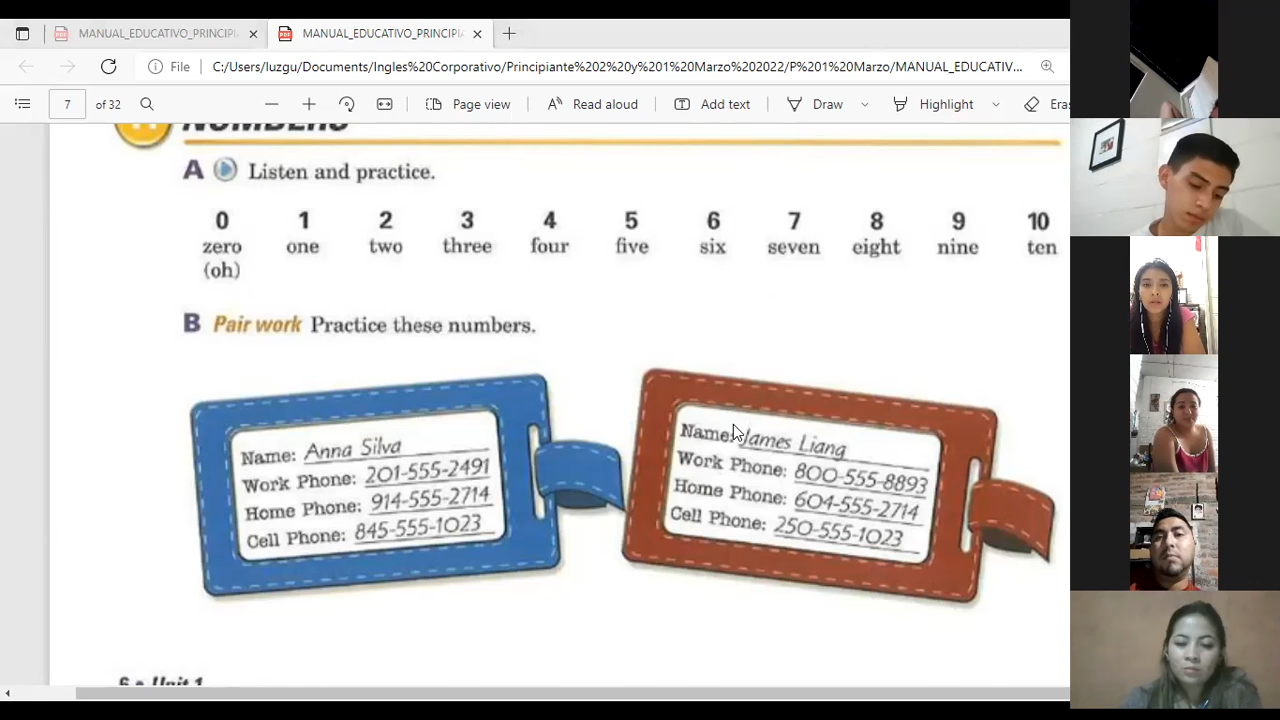 MANUAL_EDUCATIVO_PRINCIPI
MANUAL_EDUCATIVO_PRINCIPI
File
C:/Users/luzgu/Documents/Ingles%20Corporativo/Principiante%202%20y%201%20Marzo%202022/P%201%20Marzo/MANUAL_EDUCATIV...
7 of 32
Page view
Read aloud
Add text
Draw
Highlight
Eras
NUMBERS
A Listen and practice.
0 1 2 3 4 5 6 7 8 9 10
zero one two three four five six seven eight nine ten
(oh)
B Pair work Practice these numbers.
Name: Anna Silva
Work Phone: 201-555-2491
Home Phone: 914-555-2714
Cell Phone: 845-555-1023
Name: James Liang
Work Phone: 800-555-8893
Home Phone: 604-555-2714
Cell Phone: 250-555-1023
6 • Unit 1